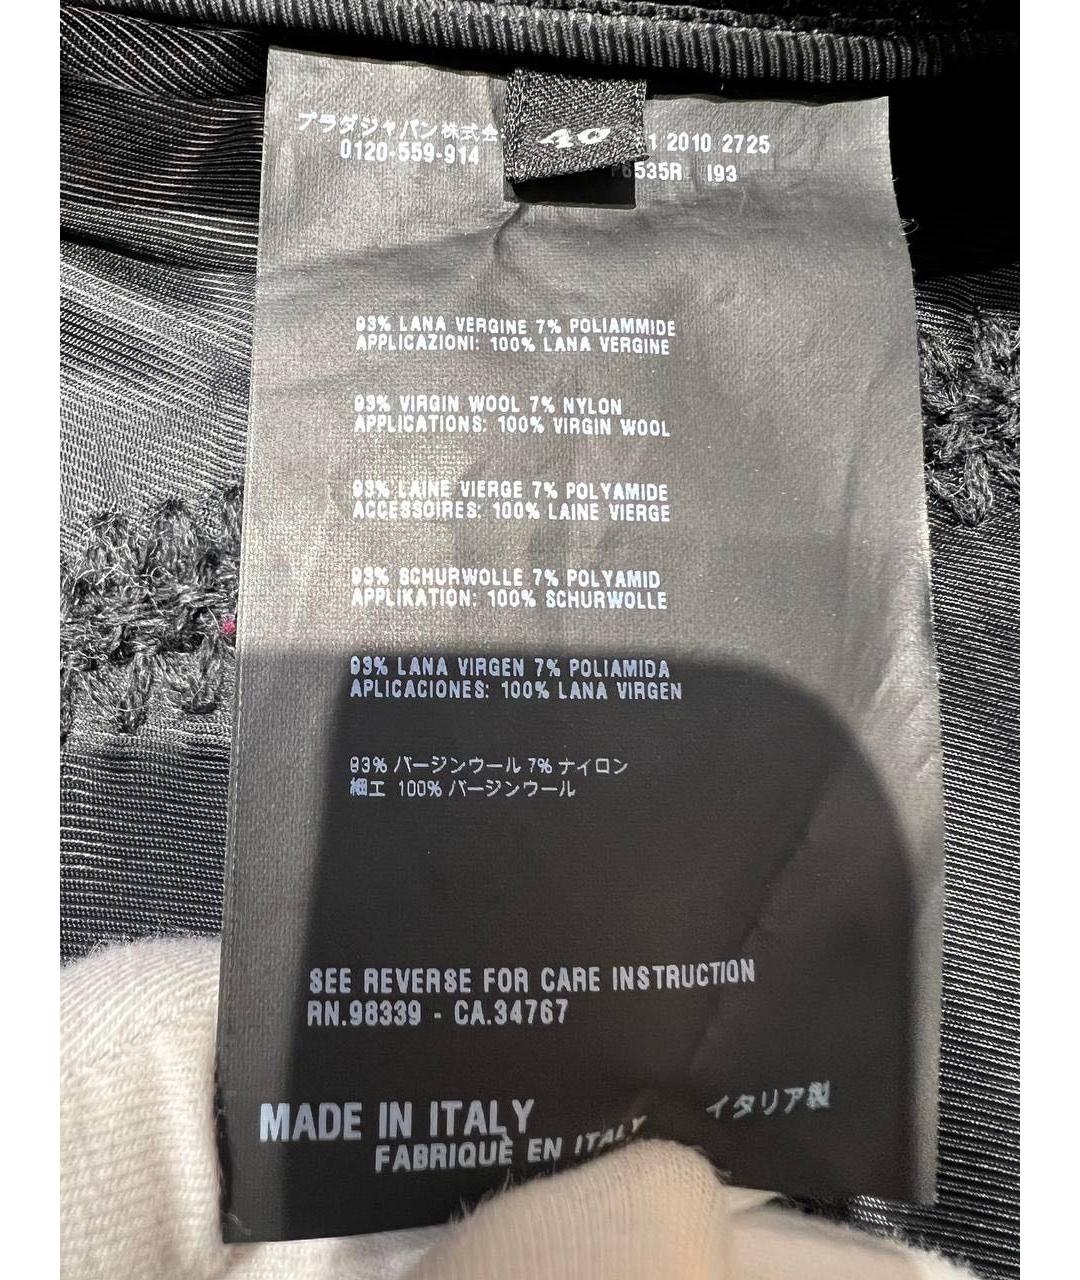 プラダジャパン株式会
0120-559-914
40
1 2010 2725
535R I93
93% LANA VERGINE 7% POLIAMMIDE
APPLICAZIONI: 100% LANA VERGINE
93% VIRGIN WOOL 7% NYLON
APPLICATIONS: 100% VIRGIN WOOL
93% LAINE VIERGE 7% POLYAMIDE
ACCESSOIRES: 100% LAINE VIERGE
93% SCHURWOLLE 7% POLYAMID
APPLIKATION: 100% SCHURWOLLE
93% LANA VIRGEN 7% POLIAMIDA
APLICACIONES: 100% LANA VIRGEN
93% バージンウール 7% ナイロン
細工 100% バージンウール
SEE REVERSE FOR CARE INSTRUCTION
RN.98339 - CA.34767
MADE IN ITALY
FABRIQUÈ EN ITALY
イタリア製